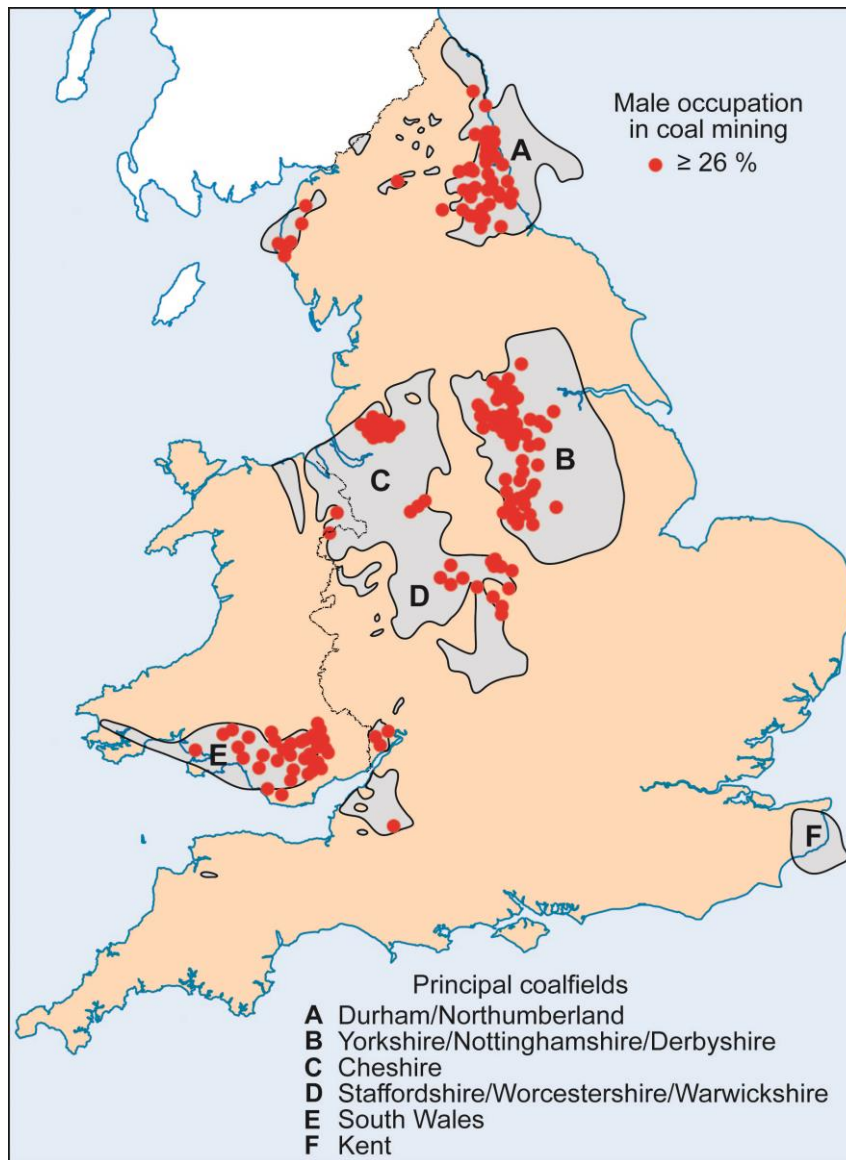 Male occupation
in coal mining
≥ 26 %
A
B
C
D
E
F
Principal coalfields
A Durham/Northumberland
B Yorkshire/Nottinghamshire/Derbyshire
C Cheshire
D Staffordshire/Worcestershire/Warwickshire
E South Wales
F Kent